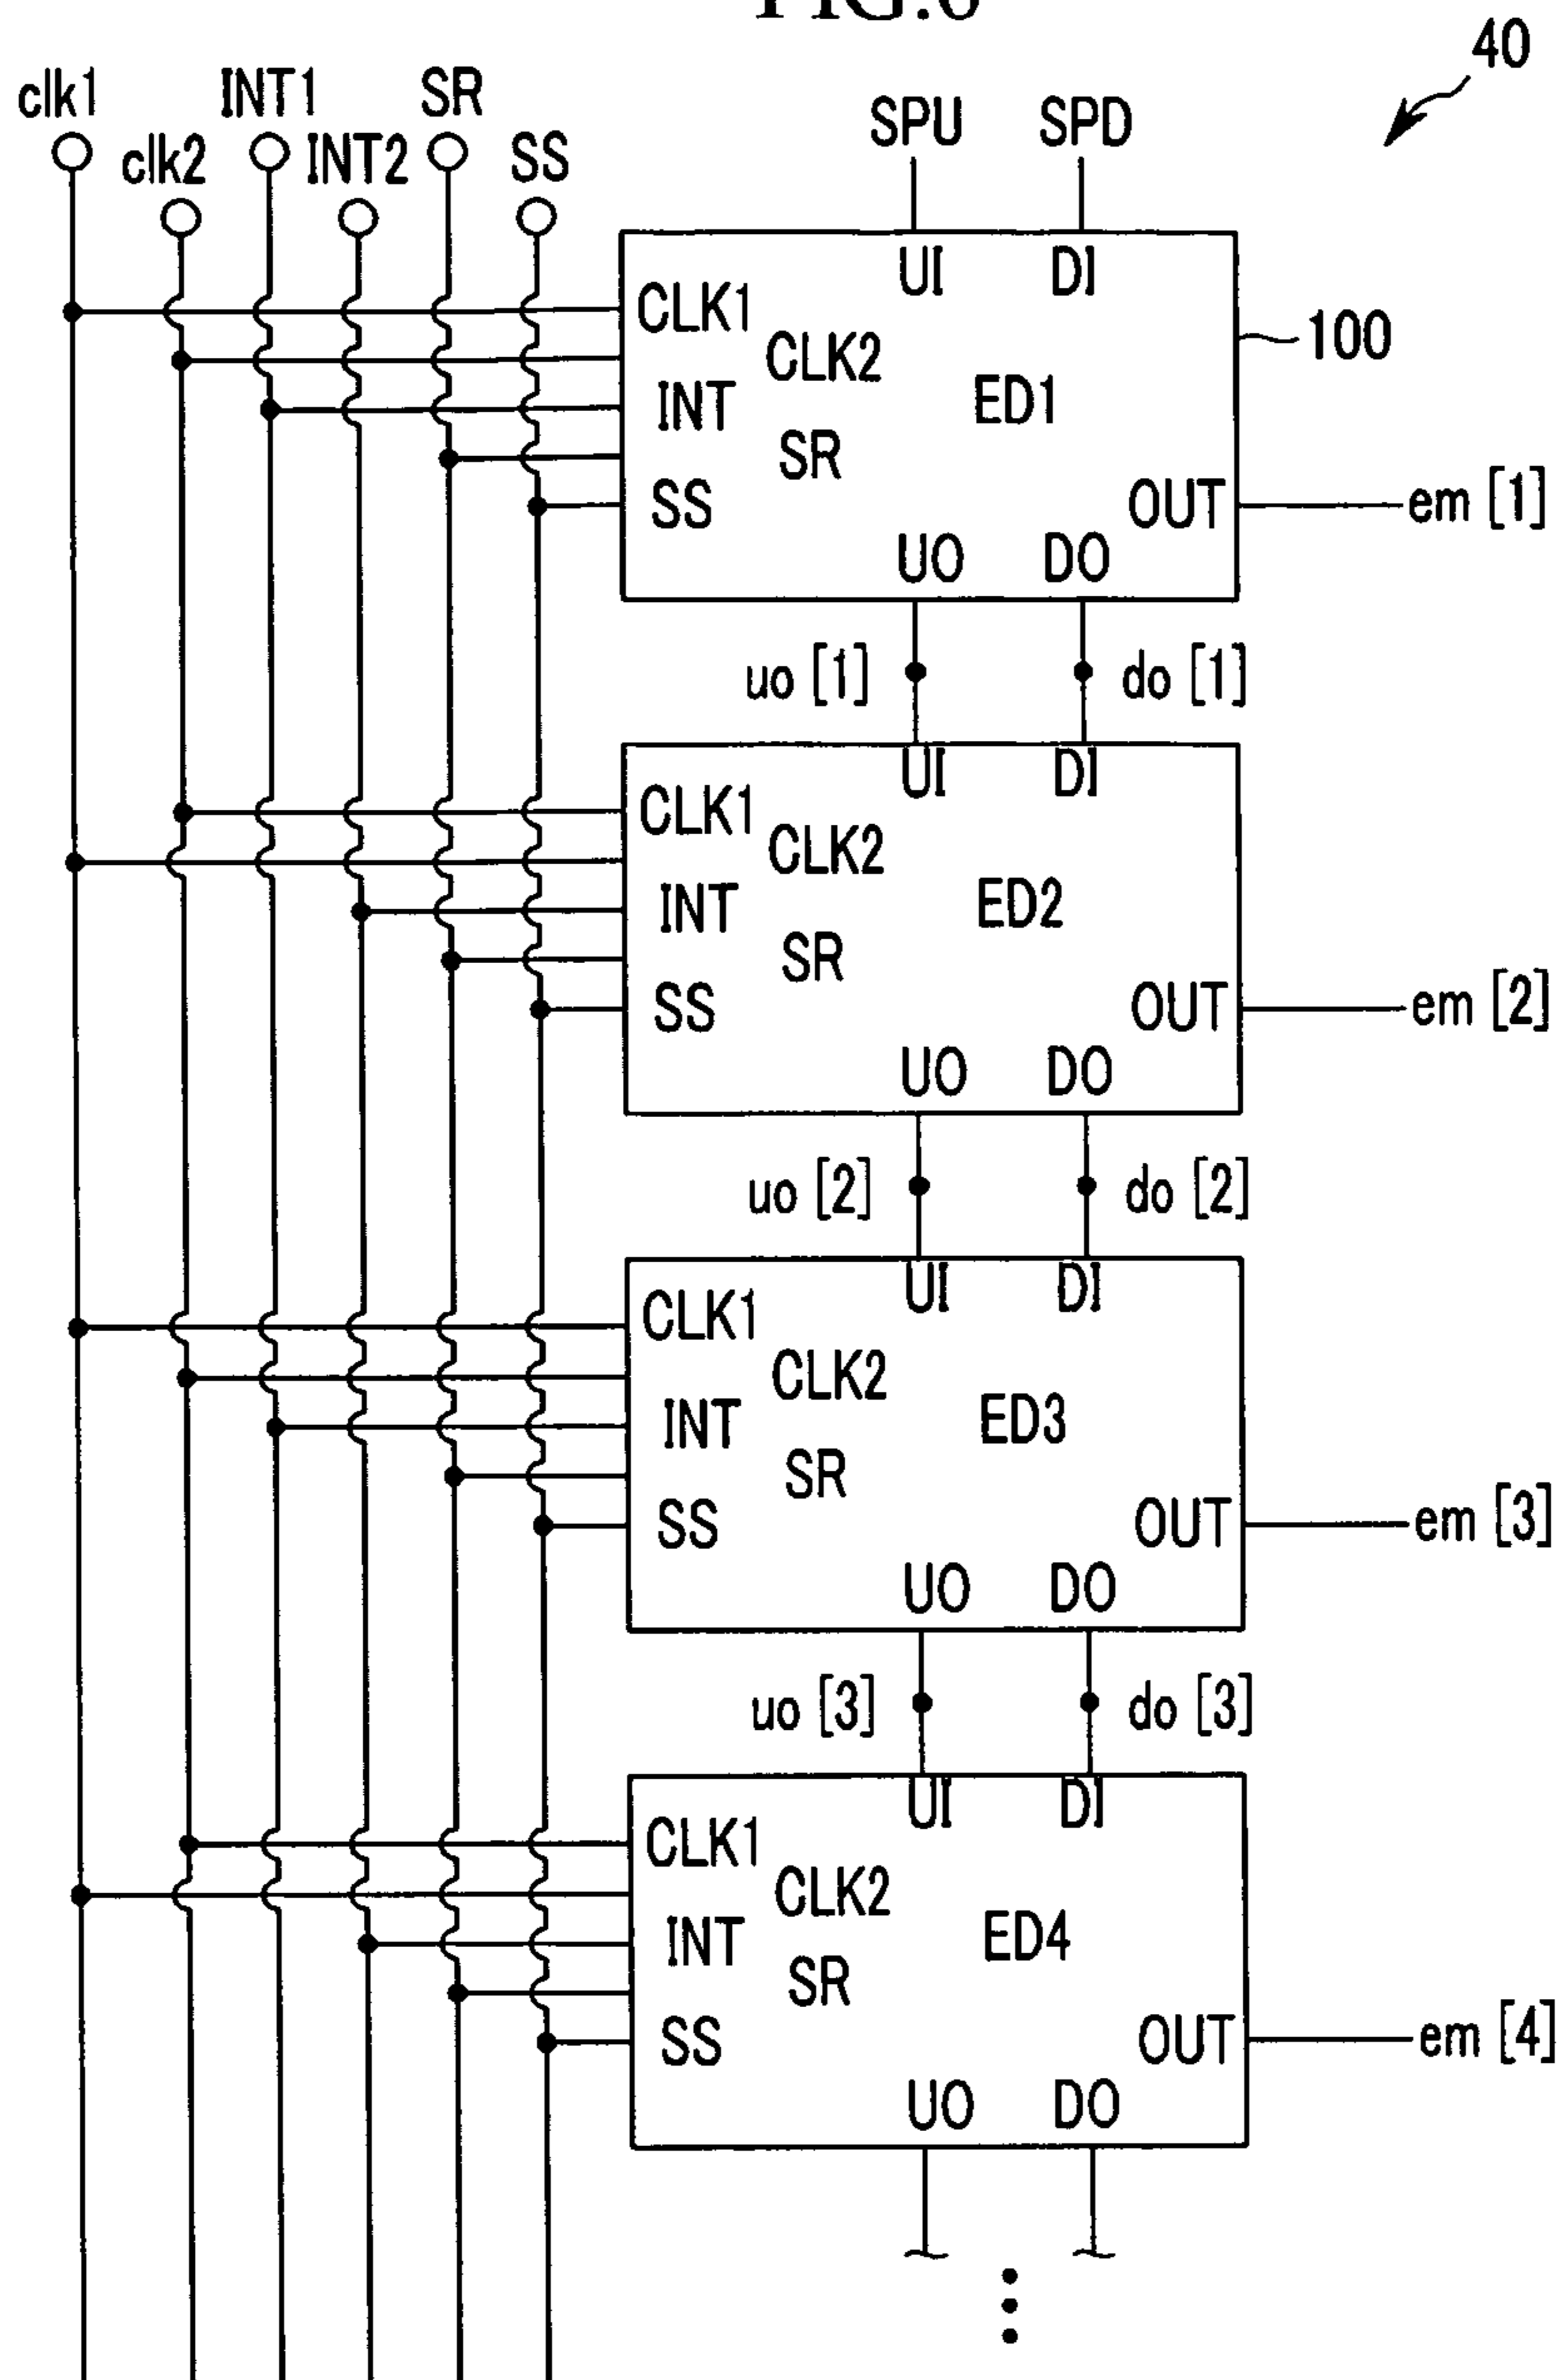 FIG.6
40
clk1
INT1
SR
clk2
INT2
SS
SPU
SPD
UI
DI
CLK1
100
CLK2
INT
ED1
SR
SS
OUT
em [1]
UO
DO
uo [1]
do [1]
UI
DI
CLK1
CLK2
INT
ED2
SR
SS
OUT
em [2]
UO
DO
uo [2]
do [2]
UI
DI
CLK1
CLK2
INT
ED3
SR
SS
OUT
em [3]
UO
DO
uo [3]
do [3]
UI
DI
CLK1
CLK2
INT
ED4
SR
SS
OUT
em [4]
UO
DO